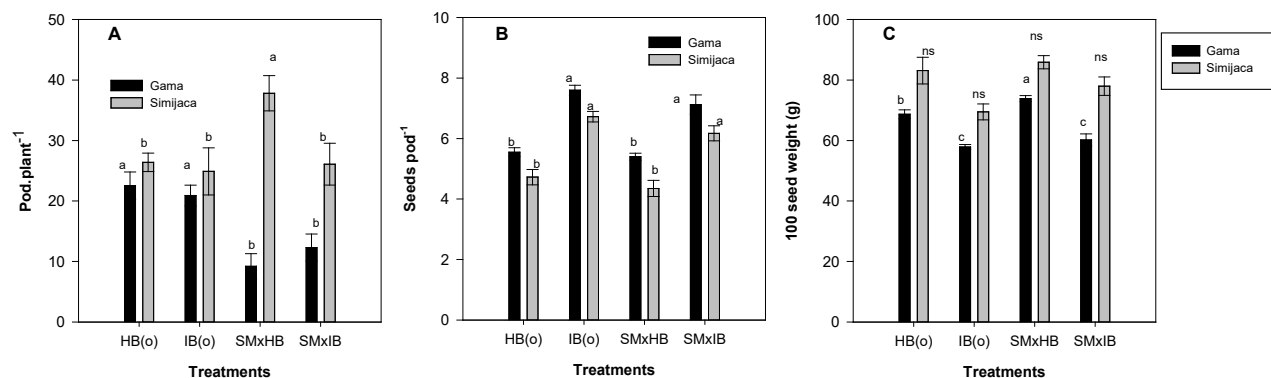 A
Pod.plant⁻¹
50
40
30
20
10
0
Gama
Simijaca
a
b
a
b
b
a
b
b
HB(o) IB(o) SMxHB SMxIB
Treatments
B
Seeds pod⁻¹
10
8
6
4
2
0
Gama
Simijaca
b
b
a
a
b
b
a
a
HB(o) IB(o) SMxHB SMxIB
Treatments
C
100 seed weight (g)
100
80
60
40
20
0
b
ns
c
ns
a
ns
c
ns
HB(o) IB(o) SMxHB SMxIB
Treatments
Gama
Simijaca